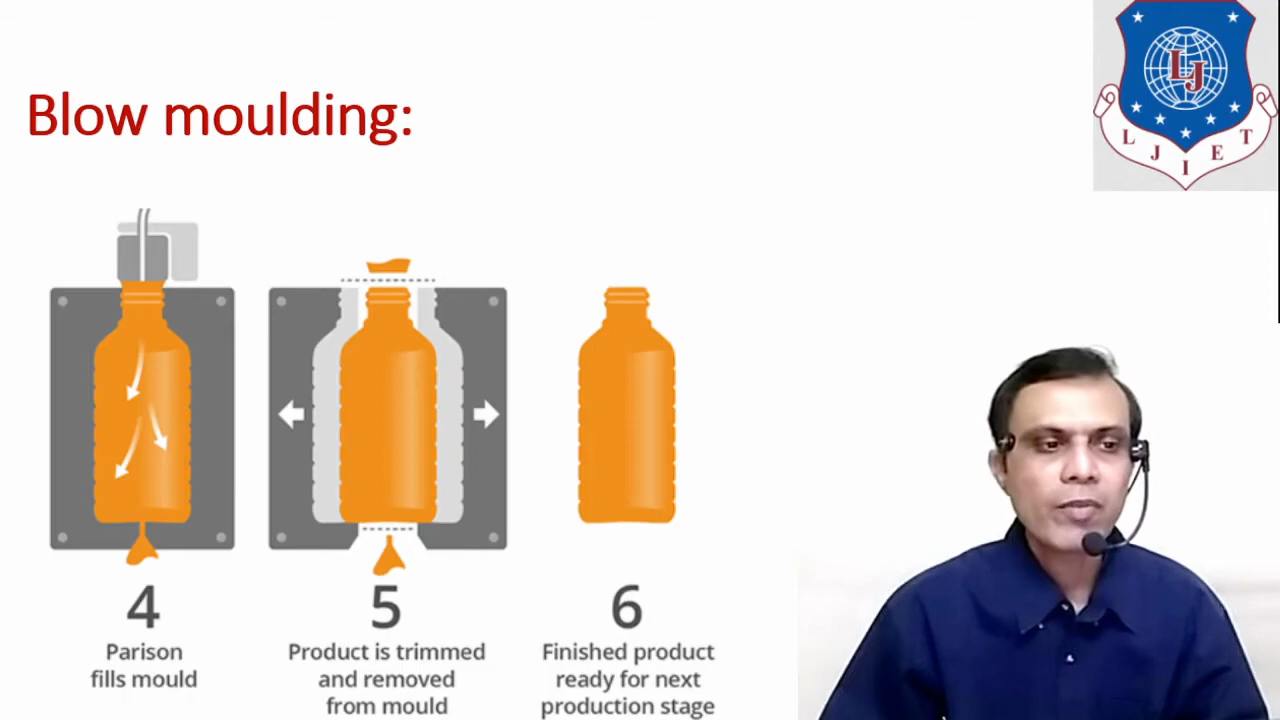 Blow moulding:
LJ
L J I E T
4
Parison
fills mould
5
Product is trimmed
and removed
from mould
6
Finished product
ready for next
production stage